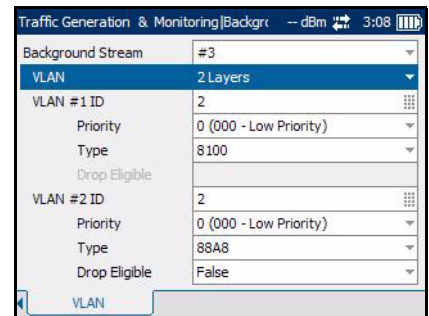 Traffic Generation & Monitoring|Backgr -- dBm 3:08
Background Stream #3
VLAN 2 Layers
VLAN #1 ID 2
Priority 0 (000 - Low Priority)
Type 8100
Drop Eligible
VLAN #2 ID 2
Priority 0 (000 - Low Priority)
Type 88A8
Drop Eligible False
VLAN